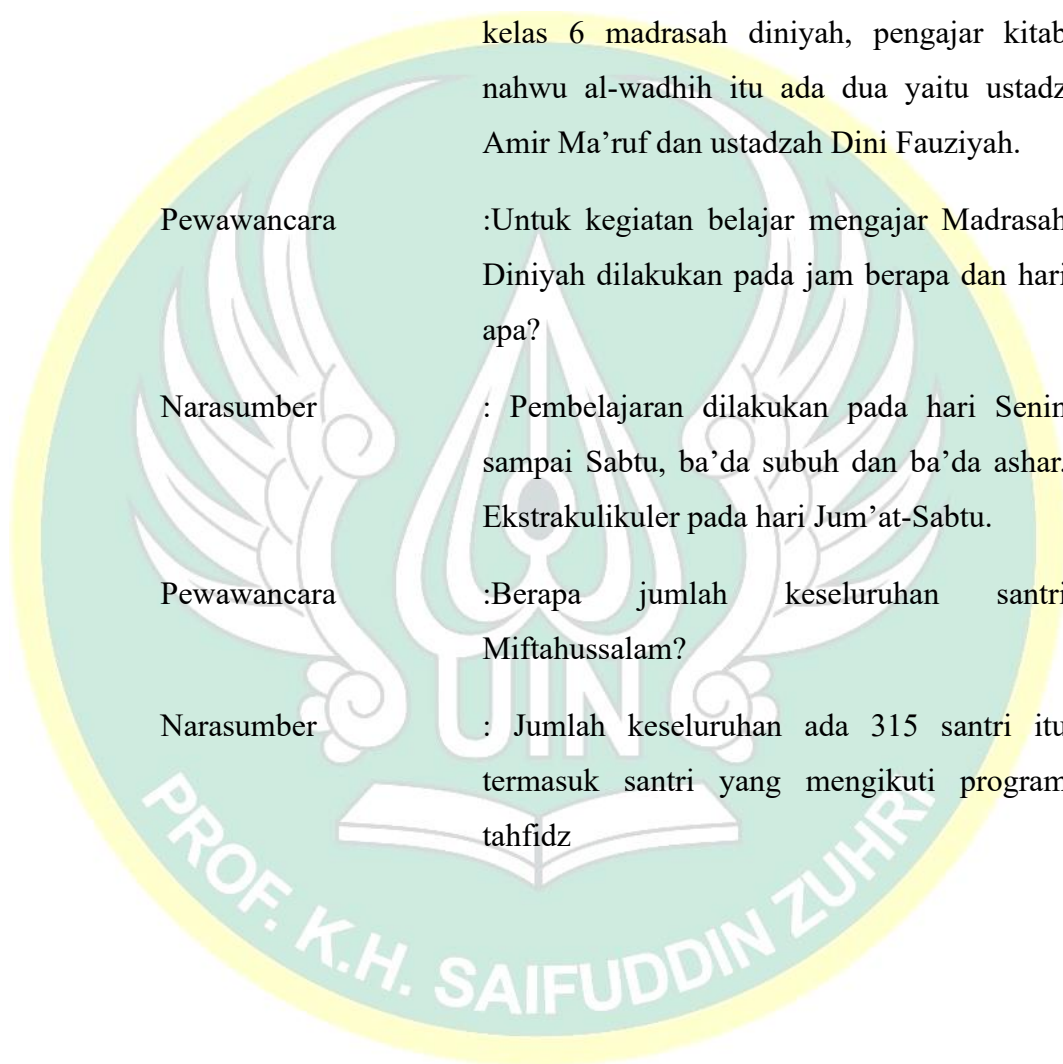 kelas 6 madrasah diniyah, pengajar kitab
nahwu al-wadhih itu ada dua yaitu ustadz
Amir Ma’ruf dan ustadzah Dini Fauziyah.
Pewawancara :Untuk kegiatan belajar mengajar Madrasah
Diniyah dilakukan pada jam berapa dan hari
apa?
Narasumber : Pembelajaran dilakukan pada hari Senin
sampai Sabtu, ba’da subuh dan ba’da ashar.
Ekstrakulikuler pada hari Jum’at-Sabtu.
Pewawancara :Berapa jumlah keseluruhan santri
Miftahussalam?
Narasumber : Jumlah keseluruhan ada 315 santri itu
termasuk santri yang mengikuti program
tahfidz
UIN
PROF. K.H. SAIFUDDIN ZUHRI